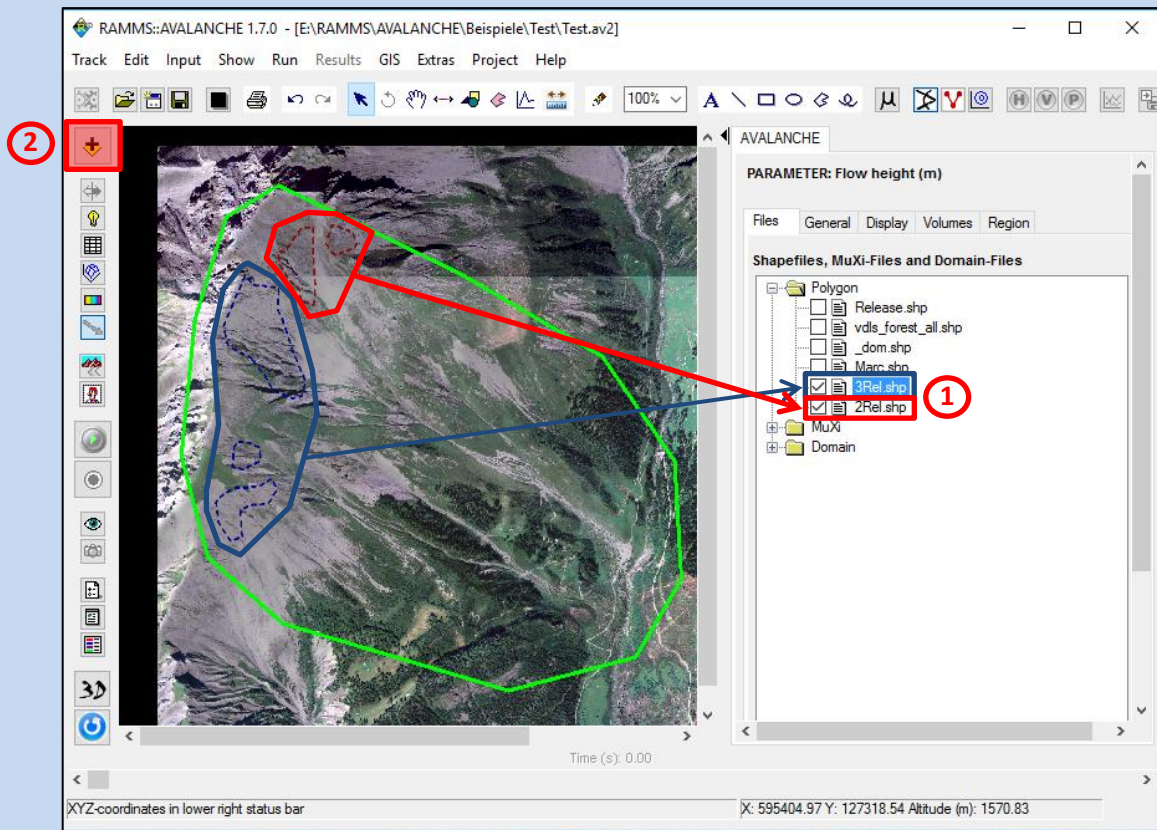 RAMMS::AVALANCHE 1.7.0 - [E:\RAMMS\AVALANCHE\Beispiele\Test\Test.av2]
Track Edit Input Show Run Results GIS Extras Project Help
100%
A
μ
H V P
2
AVALANCHE
PARAMETER: Flow height (m)
Files General Display Volumes Region
Shapefiles, MuXi-Files and Domain-Files
Polygon
Release.shp
vdls_forest_all.shp
_dom.shp
Marc.shp
3Rel.shp
1
2Rel.shp
MuXi
Domain
3D
Time (s): 0.00
XYZ-coordinates in lower right status bar
X: 595404.97 Y: 127318.54 Altitude (m): 1570.83